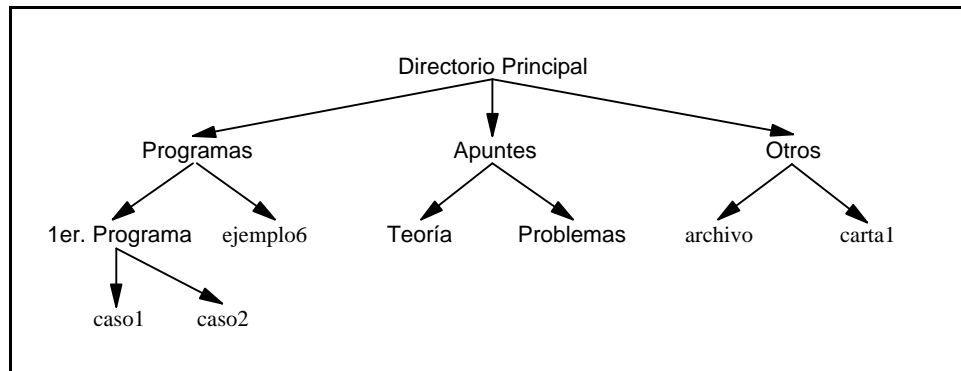 Directorio Principal
Programas Apuntes Otros
1er. Programa ejemplo6 Teoría Problemas archivo carta1
caso1 caso2